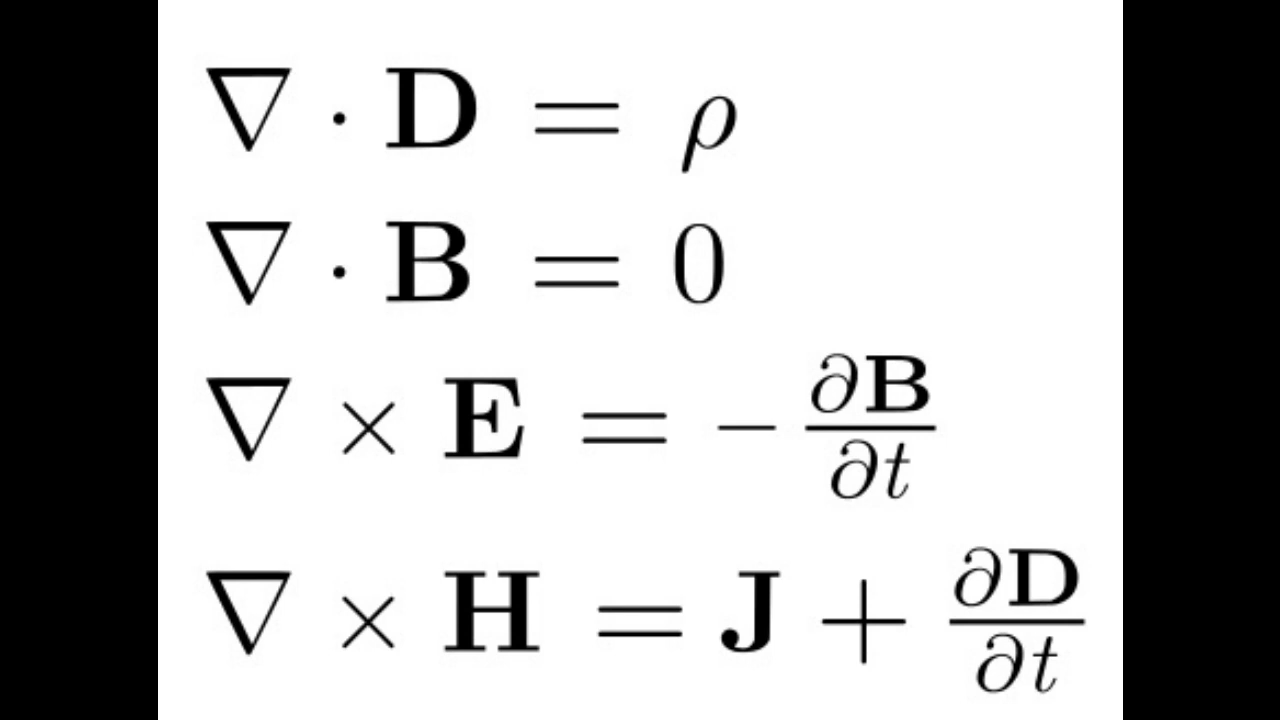 ∇ · D = ρ
∇ · B = 0
∇ × E = −∂B/∂t
∇ × H = J + ∂D/∂t